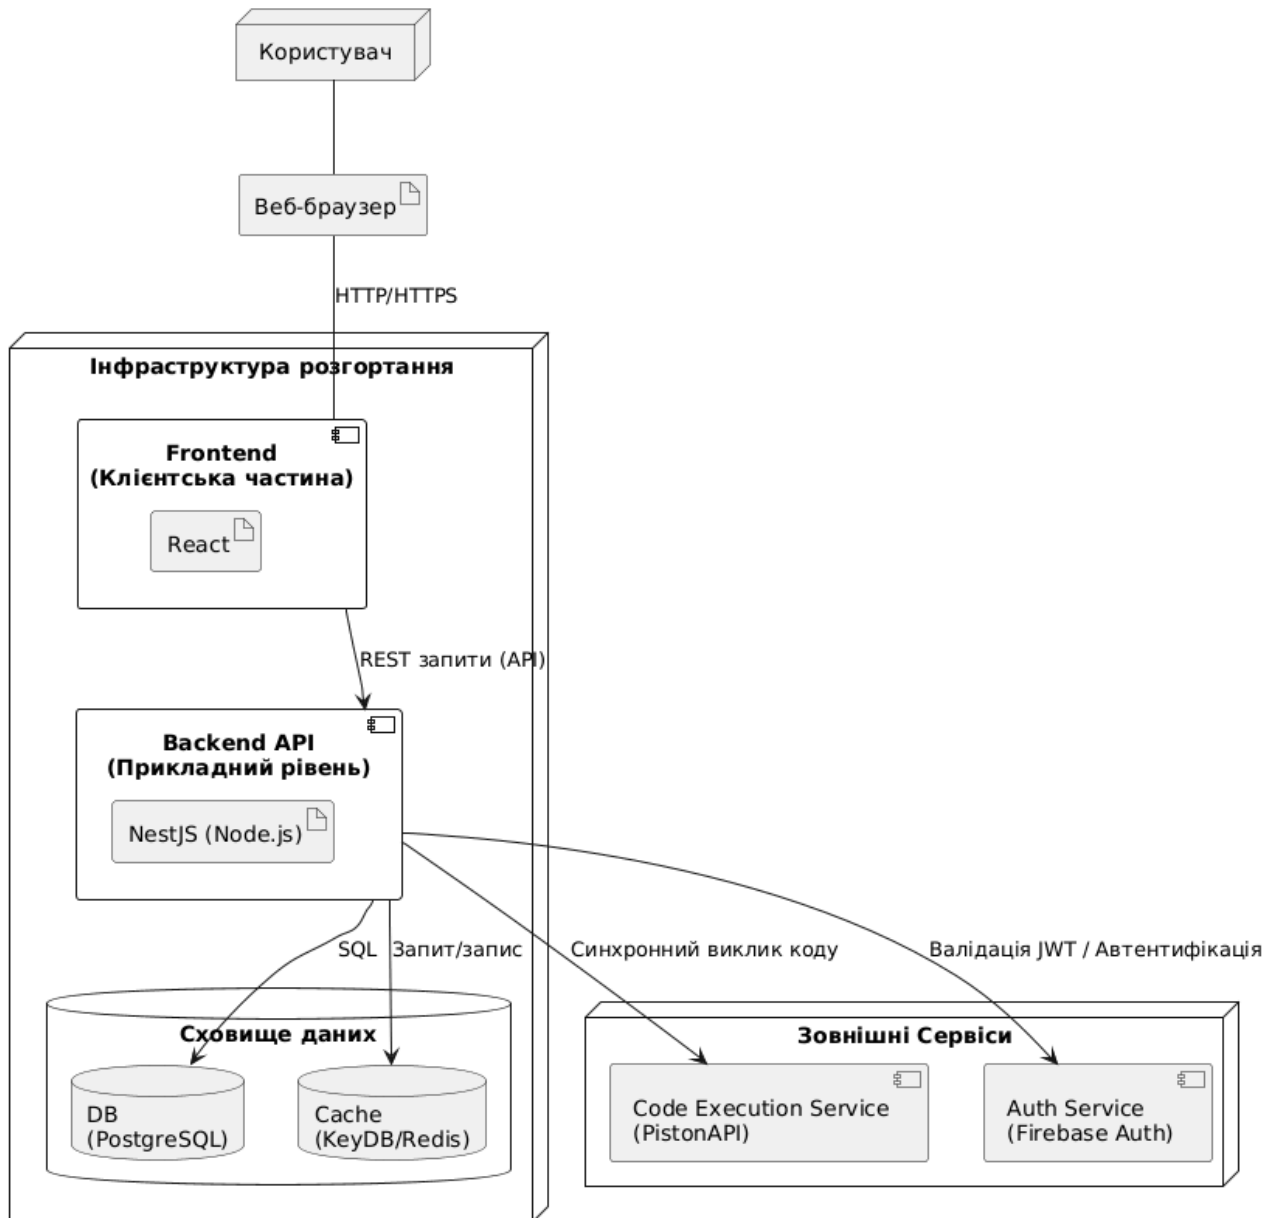 Користувач
Веб-браузер
HTTP/HTTPS
Інфраструктура розгортання
Frontend
(Клієнтська частина)
React
REST запити (API)
Backend API
(Прикладний рівень)
NestJS (Node.js)
SQL
Запит/запис
Синхронний виклик коду
Валідація JWT / Автентифікація
Сховище даних
DB
(PostgreSQL)
Cache
(KeyDB/Redis)
Зовнішні Сервіси
Code Execution Service
(PistonAPI)
Auth Service
(Firebase Auth)